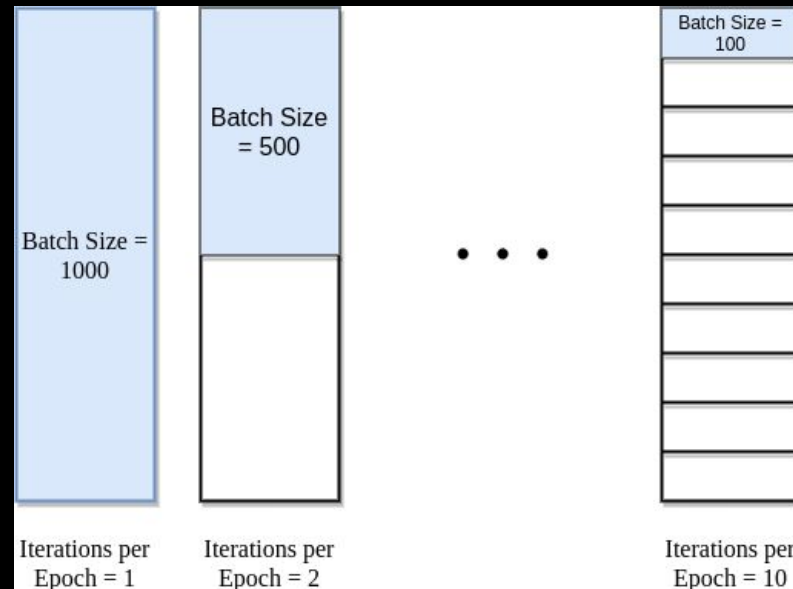 Batch Size =
1000
Batch Size
= 500
Batch Size =
100
Iterations per
Epoch = 1
Iterations per
Epoch = 2
Iterations per
Epoch = 10